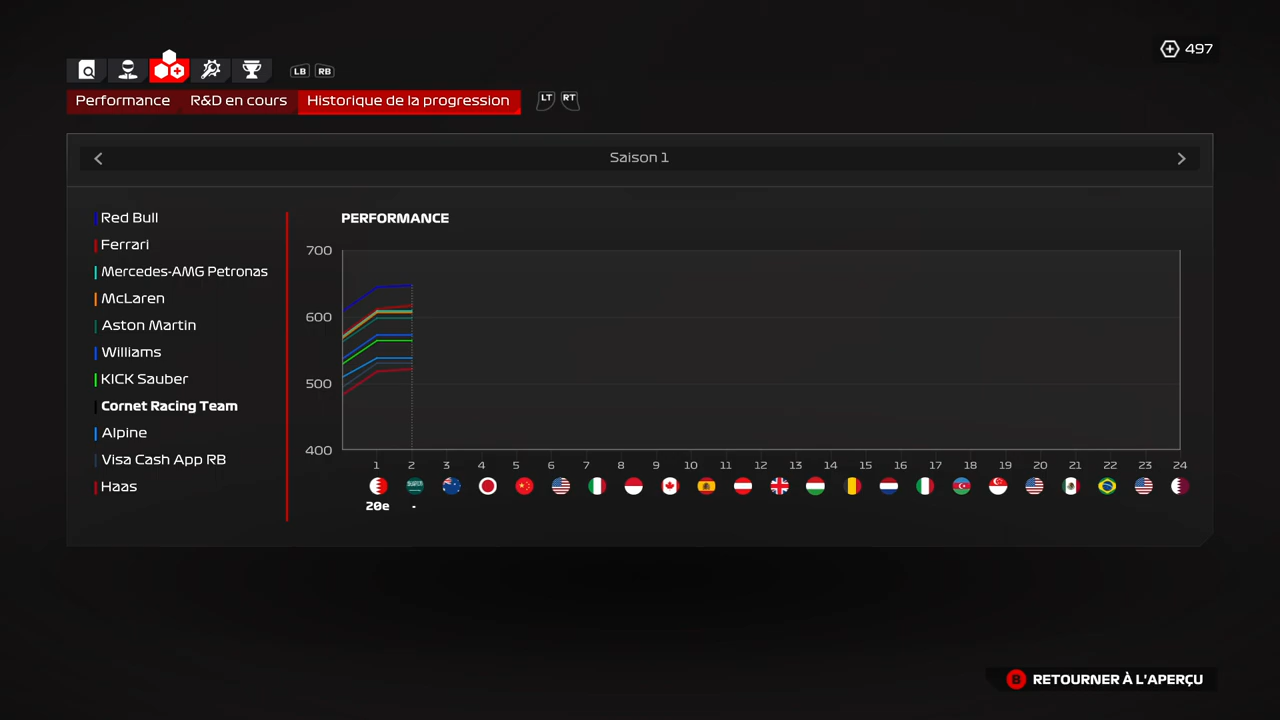 497
LB RB
Performance R&D en cours Historique de la progression LT RT
Saison 1
Red Bull
Ferrari
Mercedes-AMG Petronas
McLaren
Aston Martin
Williams
KICK Sauber
Cornet Racing Team
Alpine
Visa Cash App RB
Haas
PERFORMANCE
700
600
500
400
1 2 3 4 5 6 7 8 9 10 11 12 13 14 15 16 17 18 19 20 21 22 23 24
20e -
B RETOURNER À L'APERÇU